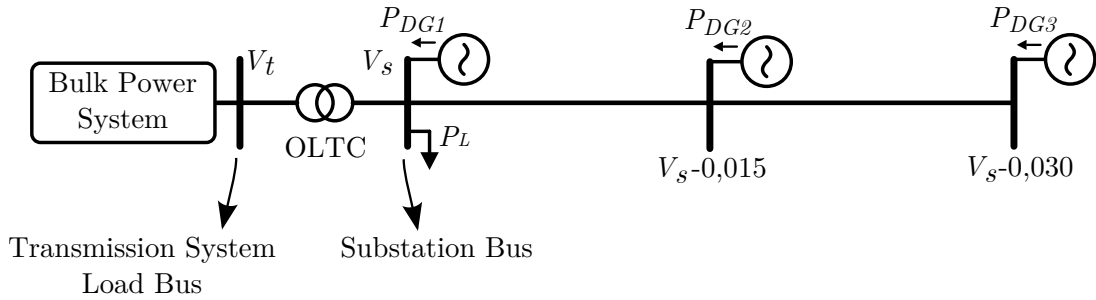 P_DG1
P_DG2
P_DG3
V_t
V_s
Bulk Power
System
OLTC
P_L
V_s-0,015
V_s-0,030
Transmission System
Load Bus
Substation Bus